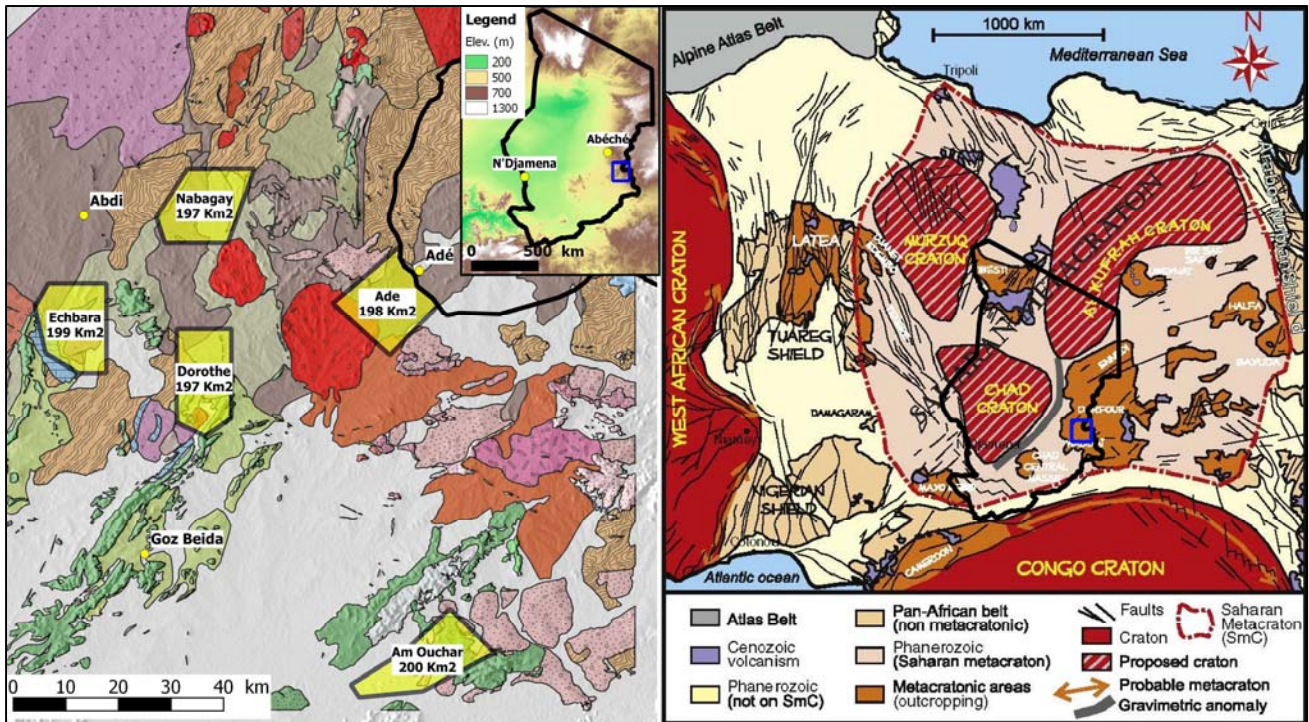 Legend
Elev. (m)
200
500
700
1300
Abéché
N'Djamena
0 500 km
Abdi
Nabagay
197 Km2
Adé
Ade
198 Km2
Echbara
199 Km2
Dorothe
197 Km2
Goz Beida
Am Ouchar
200 Km2
0 10 20 30 40 km
1000 km
N
Alpine Atlas Belt
Mediterranean Sea
Tripoli
WEST AFRICAN CRATON
LATEA
TUAREG
SHIELD
MURZUQ
CRATON
AL KUFRAH CRATON
HALFA
BAYUDA
CHAD
CRATON
DAMAGARAM
CHAD
CENTRAL
NIGERIAN
SHIELD
Cotonou
CAMEROON
Atlantic ocean
CONGO CRATON
Atlas Belt
Cenozoic
volcanism
Phanerozoic
(not on SmC)
Pan-African belt
(non metacratonic)
Phanerozoic
(Saharan metacraton)
Metacratonic areas
(outcropping)
Faults
Craton
Saharan
Metacraton
(SmC)
Proposed craton
Probable metacraton
Gravimetric anomaly